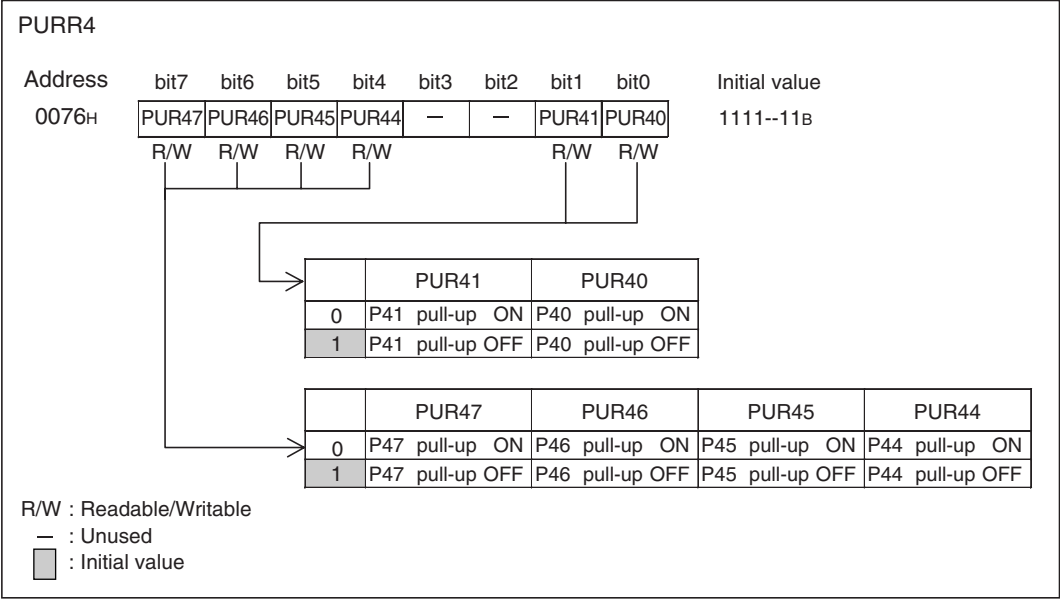 PURR4
Address bit7 bit6 bit5 bit4 bit3 bit2 bit1 bit0 Initial value
0076H PUR47 PUR46 PUR45 PUR44 — — PUR41 PUR40 1111--11B
R/W R/W R/W R/W R/W R/W
PUR41 PUR40
0 P41 pull-up ON P40 pull-up ON
1 P41 pull-up OFF P40 pull-up OFF
PUR47 PUR46 PUR45 PUR44
0 P47 pull-up ON P46 pull-up ON P45 pull-up ON P44 pull-up ON
1 P47 pull-up OFF P46 pull-up OFF P45 pull-up OFF P44 pull-up OFF
R/W : Readable/Writable
— : Unused
: Initial value